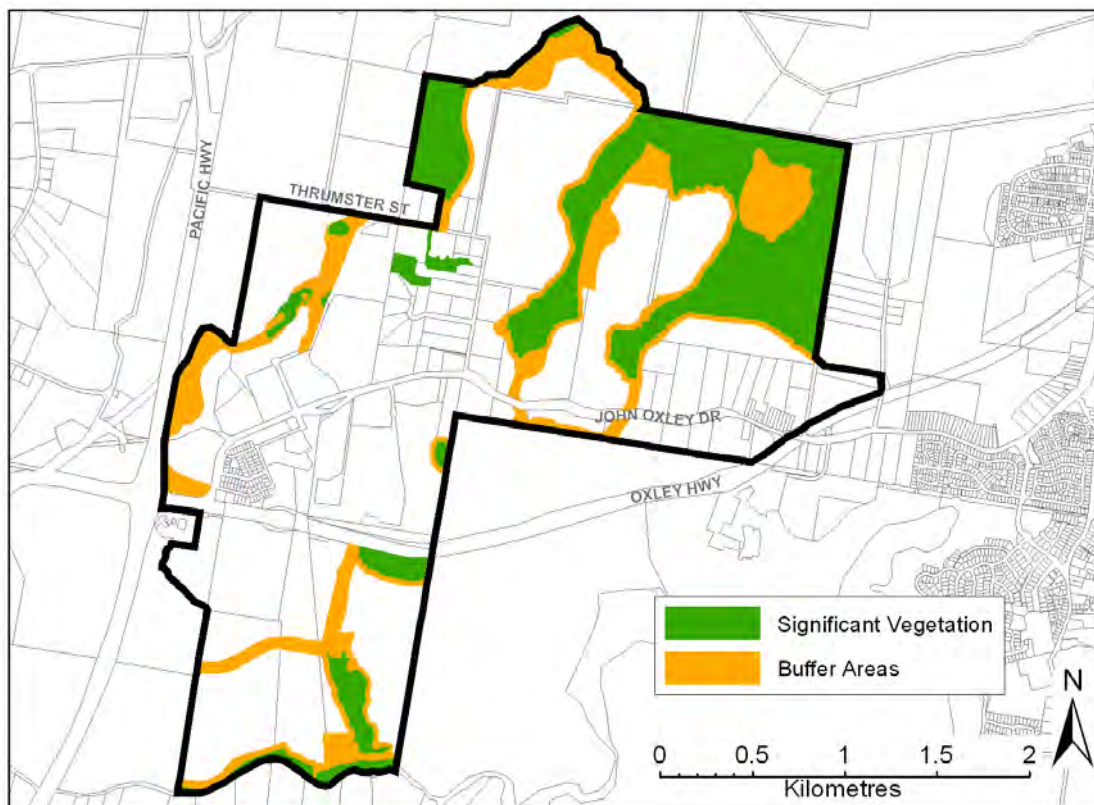 PACIFIC HWY
THRUMSTER ST
JOHN OXLEY DR
OXLEY HWY
Significant Vegetation
Buffer Areas
N
0 0.5 1 1.5 2
Kilometres